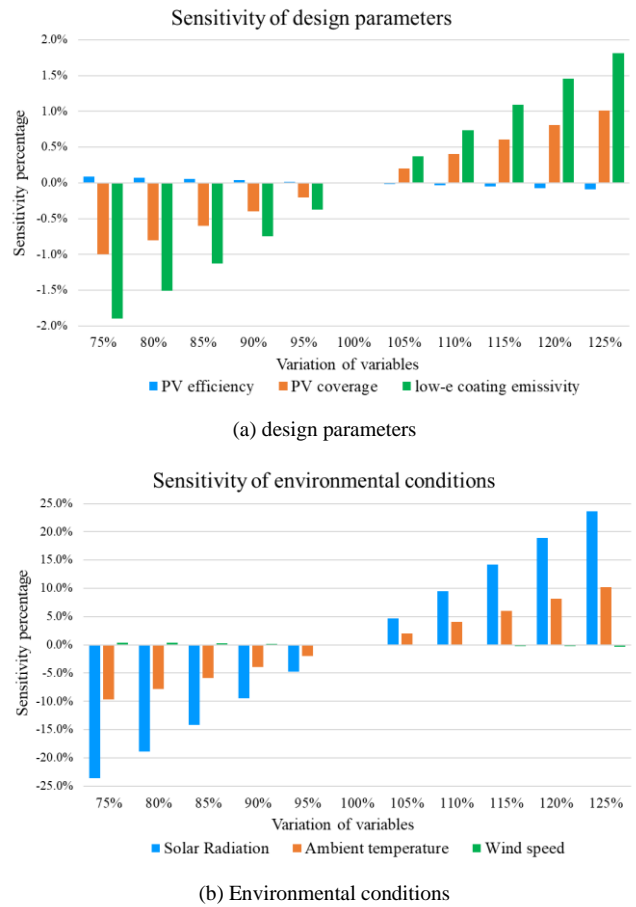 Sensitivity of design parameters
2.0%
1.5%
1.0%
0.5%
0.0%
-0.5%
-1.0%
-1.5%
-2.0%
Sensitivity percentage
75% 80% 85% 90% 95% 100% 105% 110% 115% 120% 125%
Variation of variables
PV efficiency PV coverage low-e coating emissivity
(a) design parameters
Sensitivity of environmental conditions
25.0%
20.0%
15.0%
10.0%
5.0%
0.0%
-5.0%
-10.0%
-15.0%
-20.0%
-25.0%
Sensitivity percentage
75% 80% 85% 90% 95% 100% 105% 110% 115% 120% 125%
Variation of variables
Solar Radiation Ambient temperature Wind speed
(b) Environmental conditions